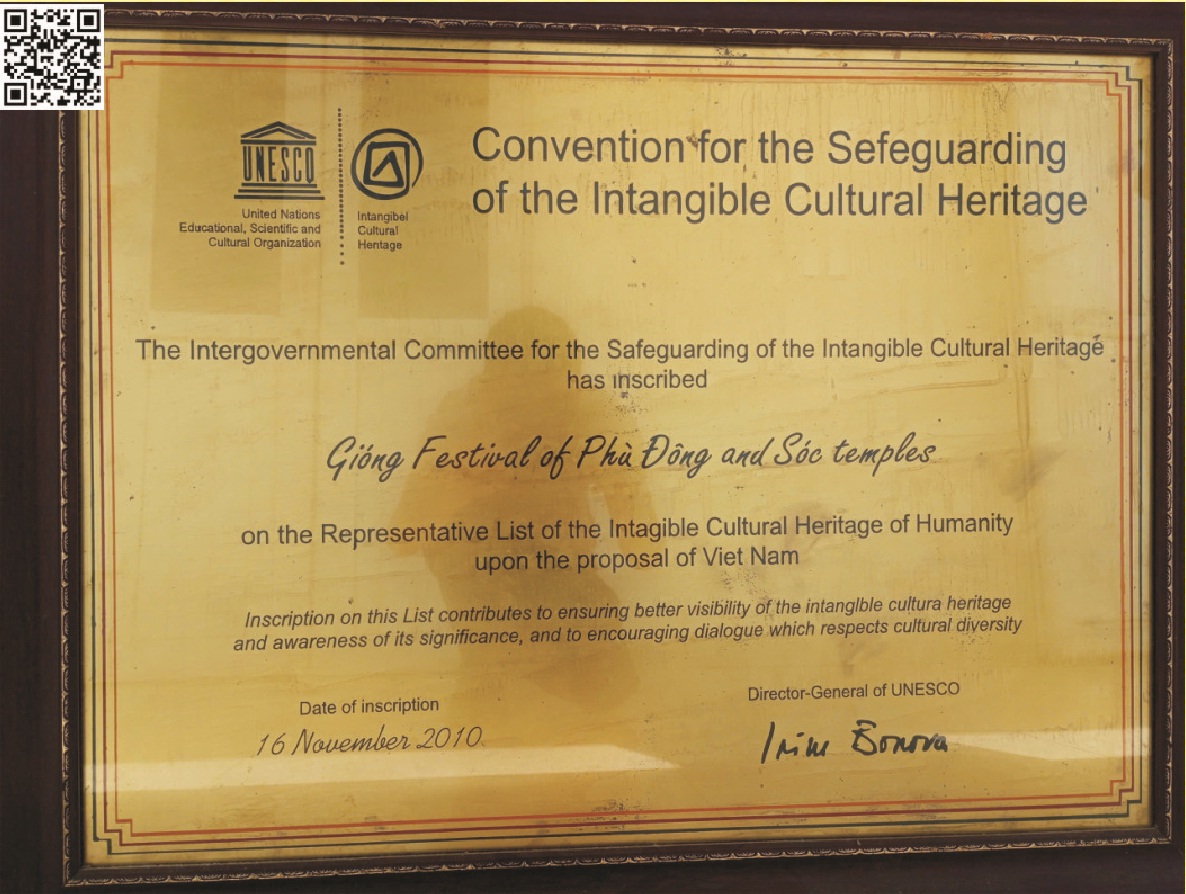 UNESCO
United Nations
Educational, Scientific and
Cultural Organization
Intangibel
Cultural
Hentage
Convention for the Sefeguarding
of the Intangible Cultural Heritage
The Intergovernmental Committee for the Safeguarding of the Intangible Cultural Heritage
has inscribed
Gióng Festival of Phù Đông and Sóc temples
on the Representative List of the Intagible Cultural Heritage of Humanity
upon the proposal of Viet Nam
Inscription on this List contributes to ensuring better visibility of the intanglble cultura heritage
and awareness of its significance, and to encouraging dialogue which respects cultural diversity
Date of inscription
16 November 2010
Director-General of UNESCO